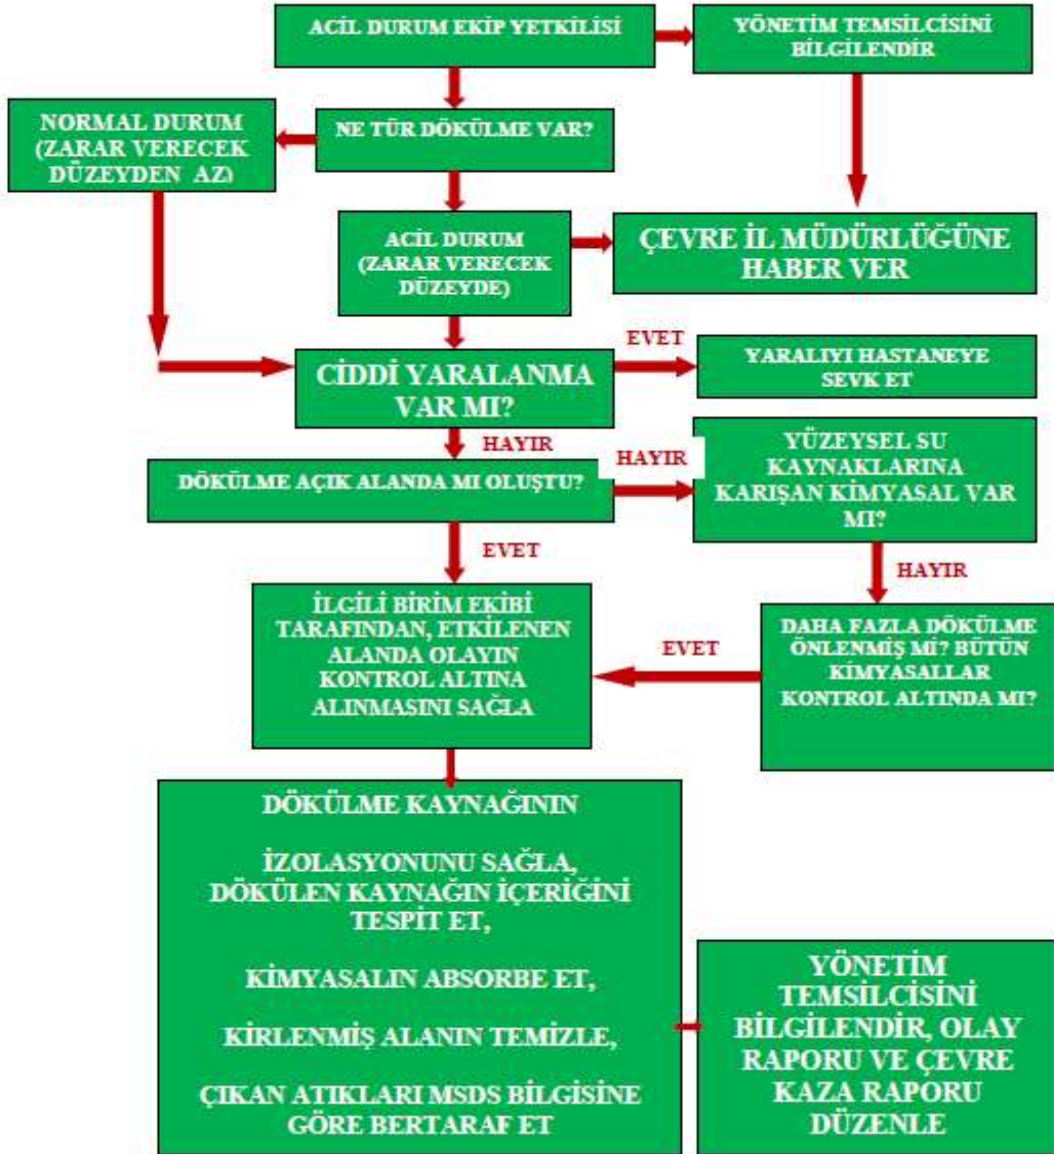 ACİL DURUM EKİP YETKİLİSİ
YÖNETİM TEMSİLCİSİNİ
BİLGİLENDİR
NORMAL DURUM
(ZARAR VERECEK
DÜZEYDEN AZ)
NE TÜR DÖKÜLME VAR?
ACİL DURUM
(ZARAR VERECEK
DÜZEYDE)
ÇEVRE İL MÜDÜRLÜĞÜNE
HABER VER
CİDDİ YARALANMA
VAR MI?
EVET
YARALIYI HASTANEYE
SEVK ET
HAYIR
DÖKÜLME AÇIK ALANDA MI OLUŞTU?
HAYIR
YÜZEYSEL SU
KAYNAKLARINA
KARIŞAN KİMYASAL VAR
MI?
EVET
HAYIR
İLGİLİ BİRİM EKİBİ
TARAFINDAN, ETKİLENEN
ALANDA OLAYIN
KONTROL ALTINA
ALINMASINI SAĞLA
EVET
DAHA FAZLA DÖKÜLME
ÖNLENMİŞ Mİ? BÜTÜN
KİMYASALLAR
KONTROL ALTINDA MI?
DÖKÜLME KAYNAĞININ
İZOLASYONUNU SAĞLA,
DÖKÜLEN KAYNAĞIN İÇERİĞİNİ
TESPİT ET,
KİMYASALIN ABSORBE ET,
KİRLENMİŞ ALANIN TEMİZLE,
ÇIKAN ATIKLARI MSDS BİLGİSİNE
GÖRE BERTARAF ET
YÖNETİM
TEMSİLCİSİNİ
BİLGİLENDİR, OLAY
RAPORU VE ÇEVRE
KAZA RAPORU
DÜZENLE